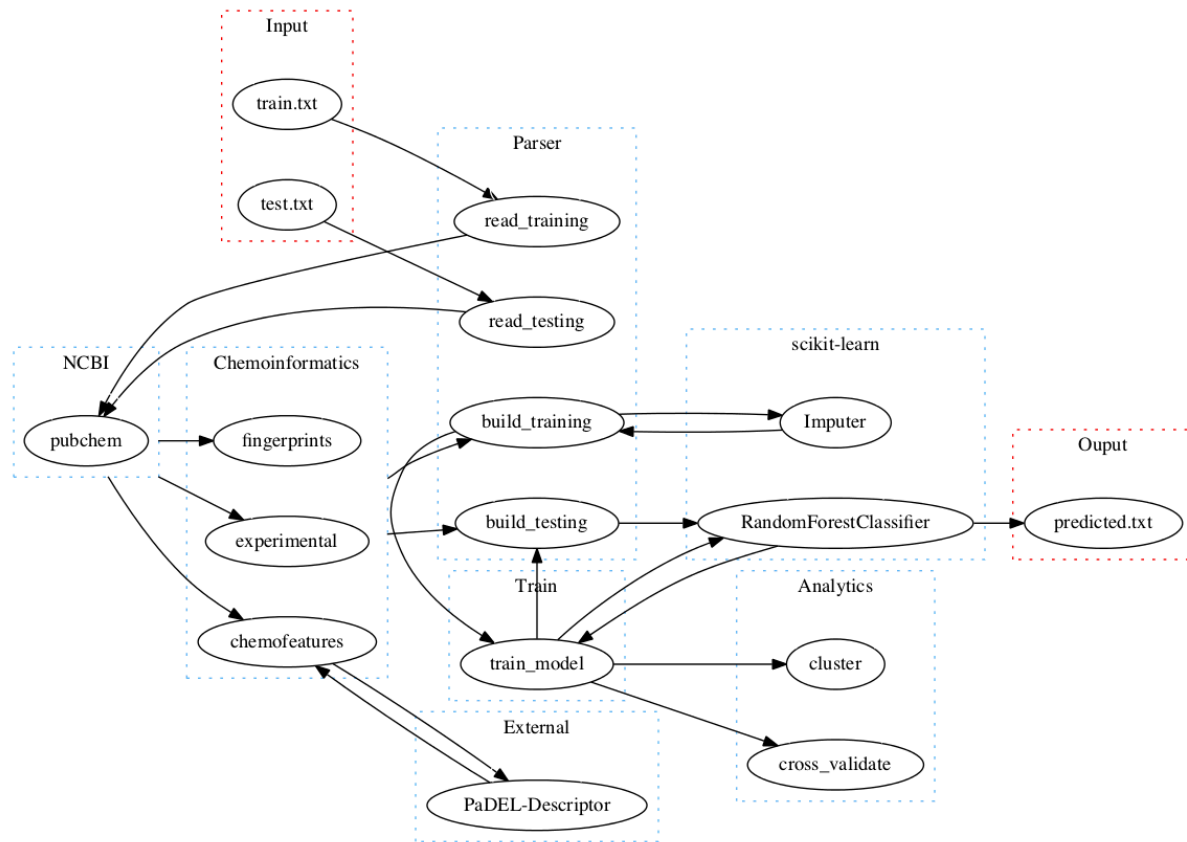 Input
train.txt
test.txt
Parser
read_training
read_testing
build_training
build_testing
NCBI
pubchem
Chemoinformatics
fingerprints
experimental
chemofeatures
scikit-learn
Imputer
RandomForestClassifier
Ouput
predicted.txt
Train
train_model
Analytics
cluster
cross_validate
External
PaDEL-Descriptor